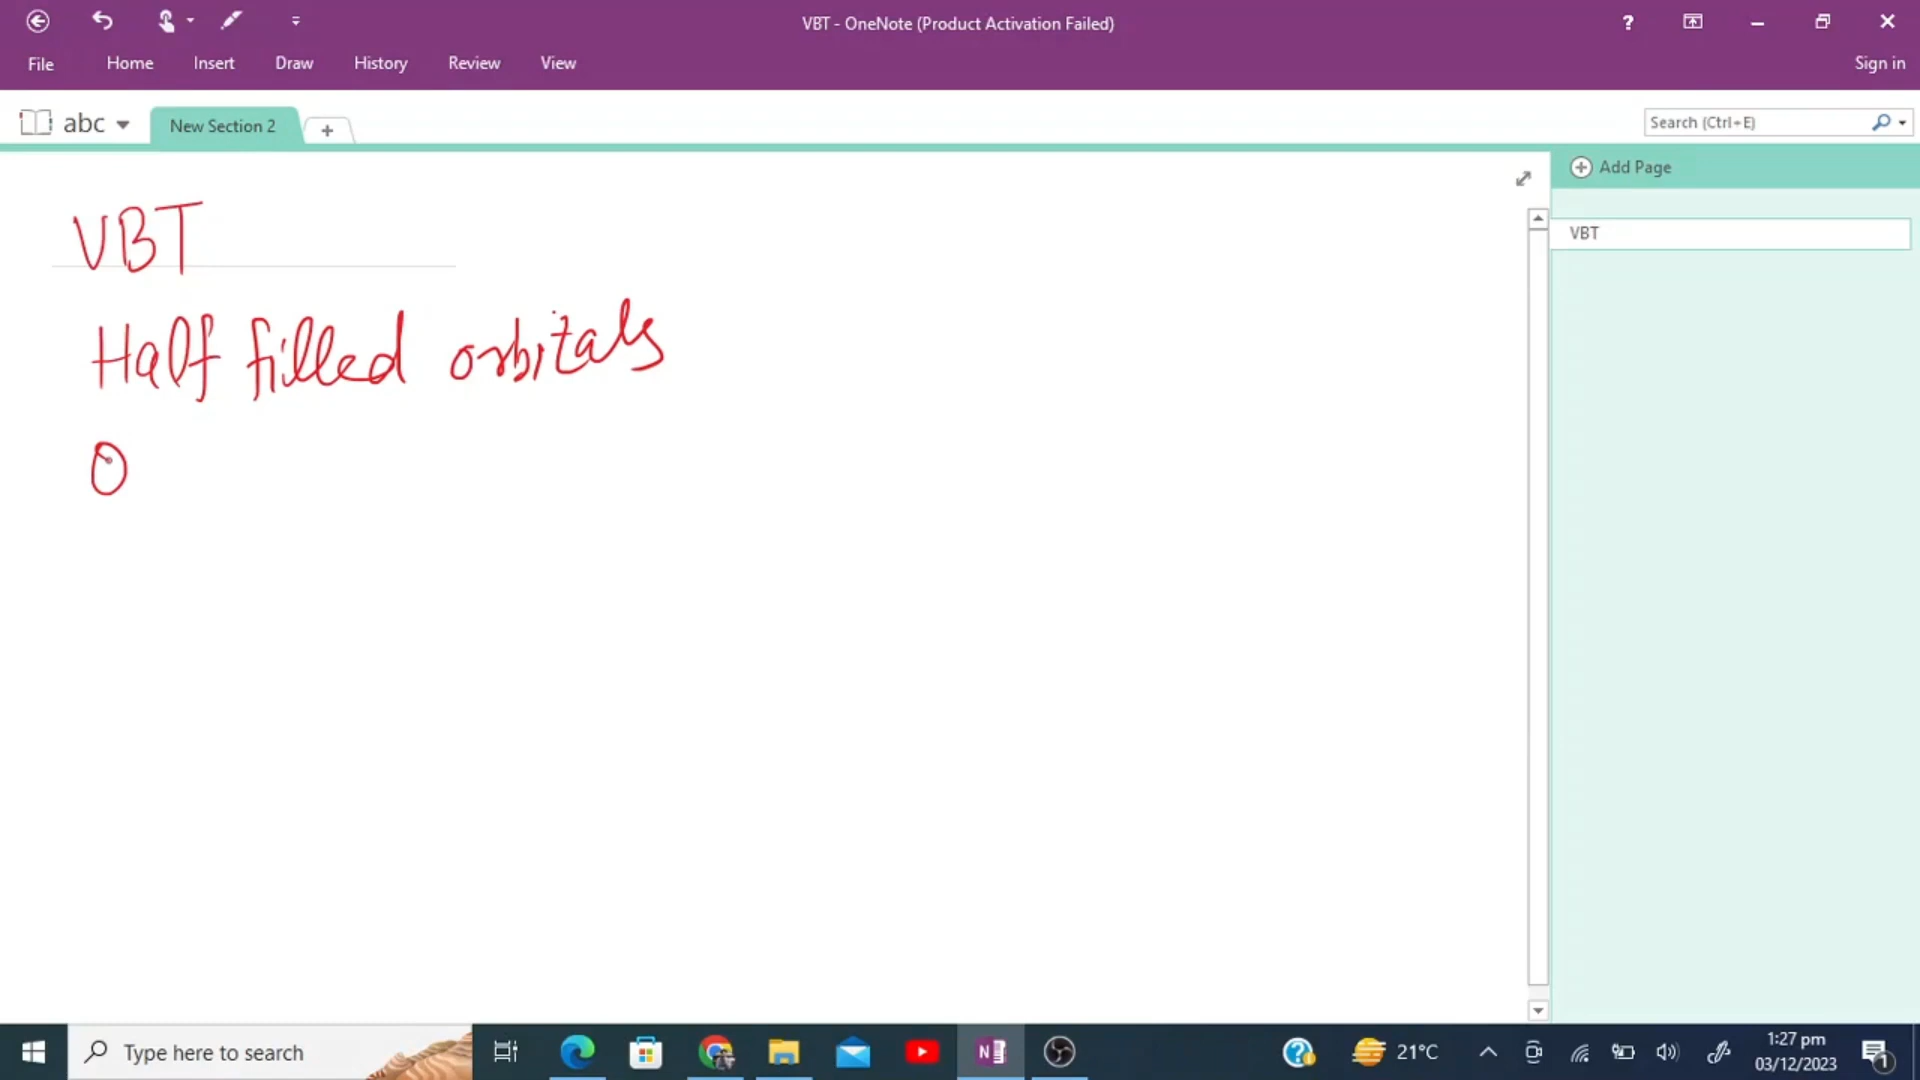 VBT - OneNote (Product Activation Failed)
?
File Home Insert Draw History Review View Sign in
abc New Section 2 + Search (Ctrl+E)
Add Page
VBT
VBT
Half filled orbitals
O
Type here to search
N
21°C
1:27 pm
03/12/2023
1